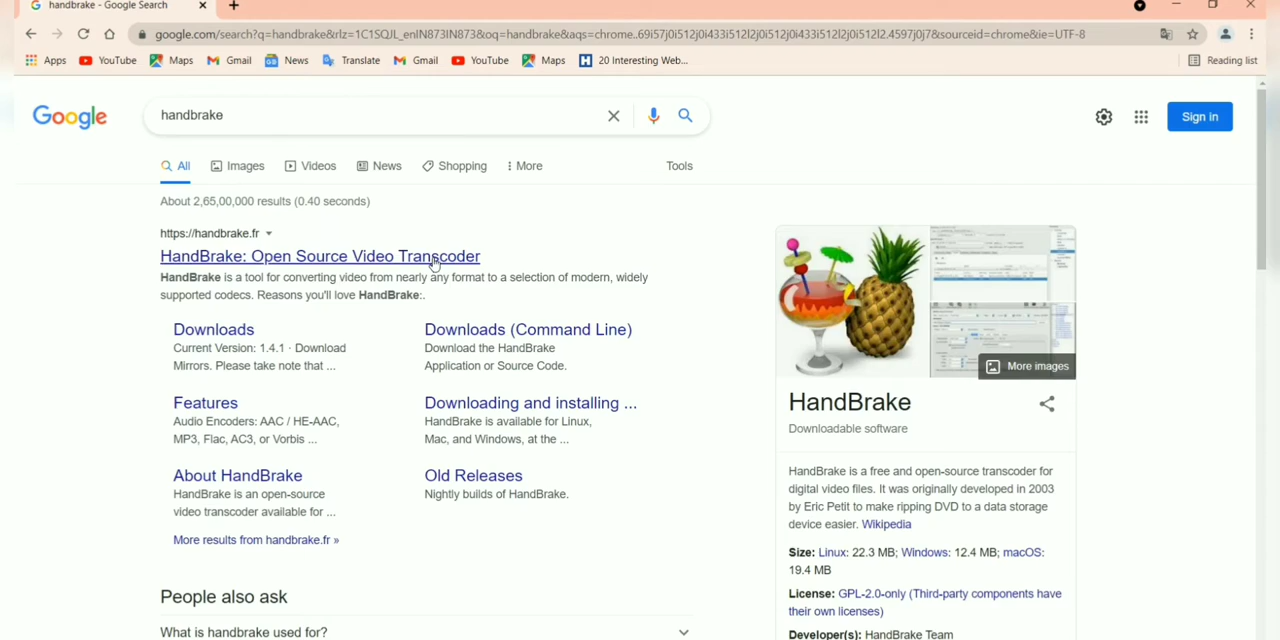 handbrake - Google Search
google.com/search?q=handbrake&rlz=1C1SQJL_enIN873IN873&oq=handbrake&aqs=chrome..69i57j0i512j0i433i512l2j0i512j0i433i512l2j0i512l2.4597j0j7&sourceid=chrome&ie=UTF-8
Apps YouTube Maps Gmail News Translate Gmail YouTube Maps 20 Interesting Web... Reading list
Google handbrake Sign in
All Images Videos News Shopping More Tools
About 2,65,00,000 results (0.40 seconds)
https://handbrake.fr
HandBrake: Open Source Video Transcoder
HandBrake is a tool for converting video from nearly any format to a selection of modern, widely
supported codecs. Reasons you'll love HandBrake:.
Downloads
Current Version: 1.4.1 · Download
Mirrors. Please take note that ...
Downloads (Command Line)
Download the HandBrake
Application or Source Code.
Features
Audio Encoders: AAC / HE-AAC,
MP3, Flac, AC3, or Vorbis ...
Downloading and installing ...
HandBrake is available for Linux,
Mac, and Windows, at the ...
About HandBrake
HandBrake is an open-source
video transcoder available for ...
Old Releases
Nightly builds of HandBrake.
More results from handbrake.fr »
People also ask
What is handbrake used for?
More images
HandBrake
Downloadable software
HandBrake is a free and open-source transcoder for
digital video files. It was originally developed in 2003
by Eric Petit to make ripping DVD to a data storage
device easier. Wikipedia
Size: Linux: 22.3 MB; Windows: 12.4 MB; macOS:
19.4 MB
License: GPL-2.0-only (Third-party components have
their own licenses)
Developer(s): HandBrake Team